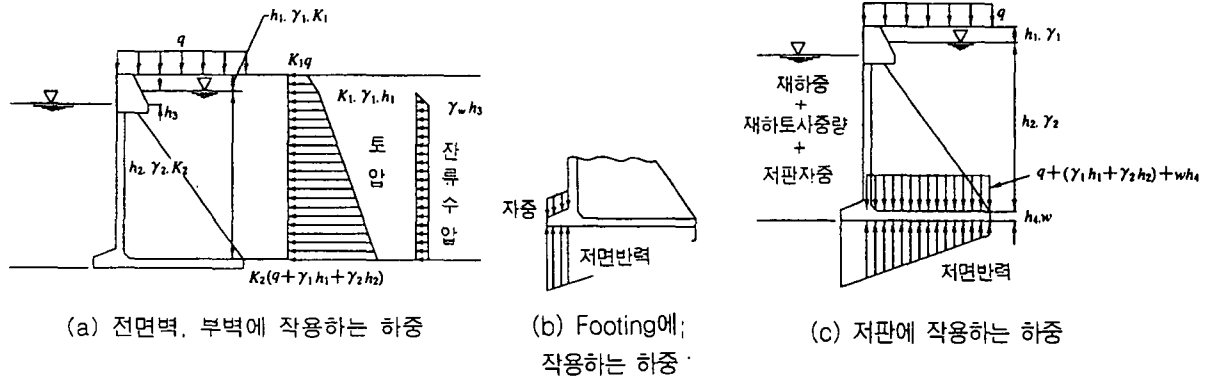 q
h₁. γ₁. K₁
h₃
h₂. γ₂. K₂
K₁q
K₁. γ₁. h₁
토압
K₂(q+γ₁h₁+γ₂h₂)
γwh₃
잔류수압
(a) 전면벽. 부벽에 작용하는 하중
자중
저면반력
(b) Footing에;
작용하는 하중
q
h₁. γ₁
재하중
+
재하토사중량
+
저판자중
h₂. γ₂
q+(γ₁h₁+γ₂h₂)+wh₄
h₄.w
저면반력
(c) 저판에 작용하는 하중